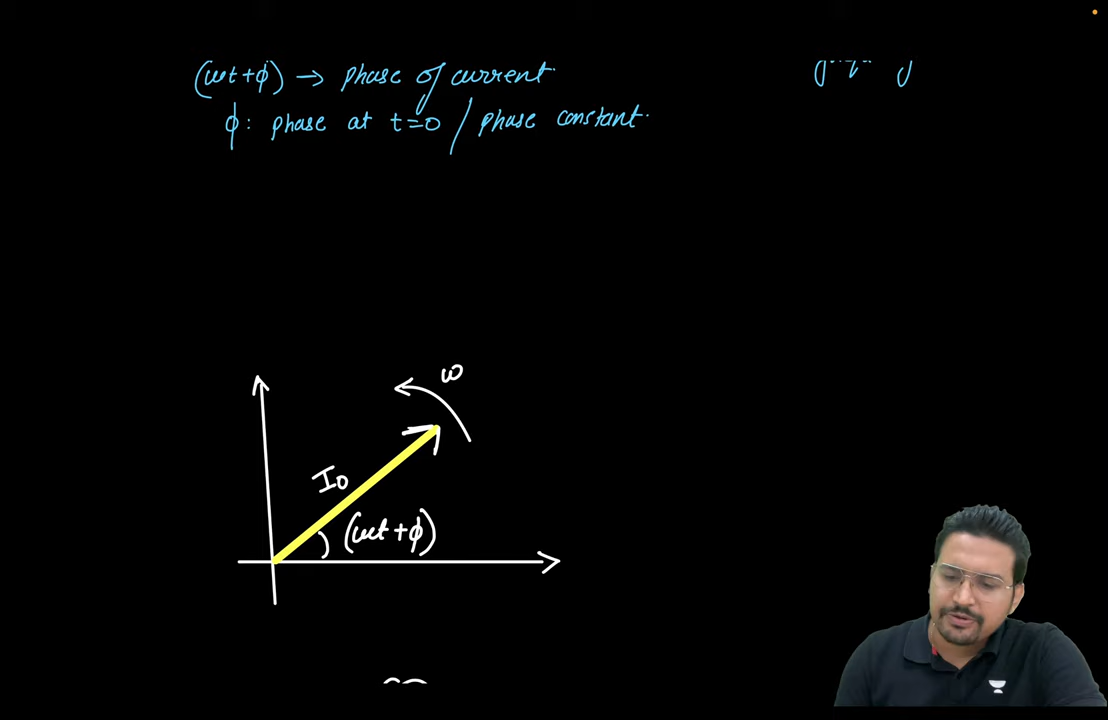 (ωt+ϕ) → phase of current.
ϕ: phase at t=0 / phase constant.
ω
I₀
(ωt+ϕ)